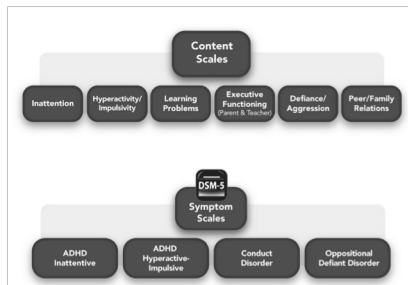 Content
Scales
Inattention
Hyperactivity/
Impulsivity
Learning
Problems
Executive
Functioning
(Parent & Teacher)
Defiance/
Aggression
Peer/Family
Relations
DSM-5
Symptom
Scales
ADHD
Inattentive
ADHD
Hyperactive-
Impulsive
Conduct
Disorder
Oppositional
Defiant Disorder